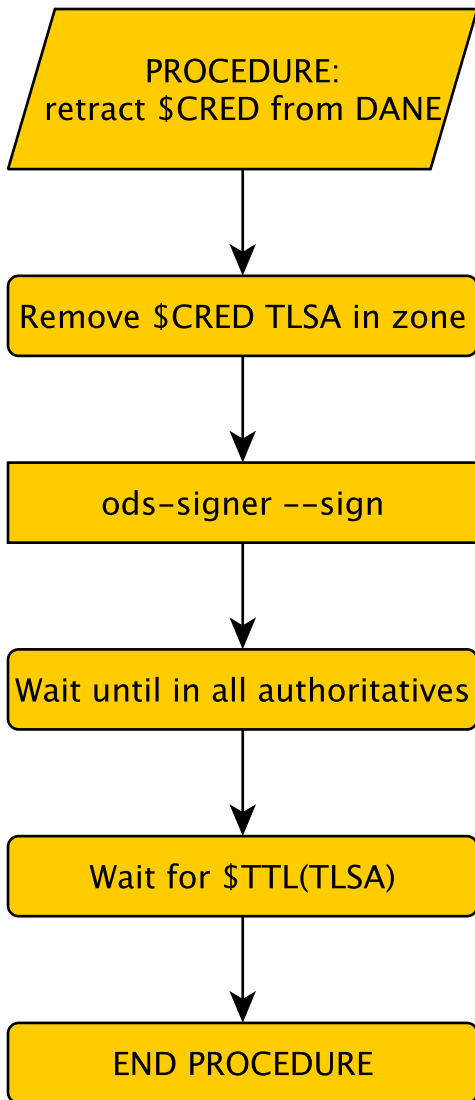 PROCEDURE:
retract $CRED from DANE
Remove $CRED TLSA in zone
ods-signer --sign
Wait until in all authoritatives
Wait for $TTL(TLSA)
END PROCEDURE